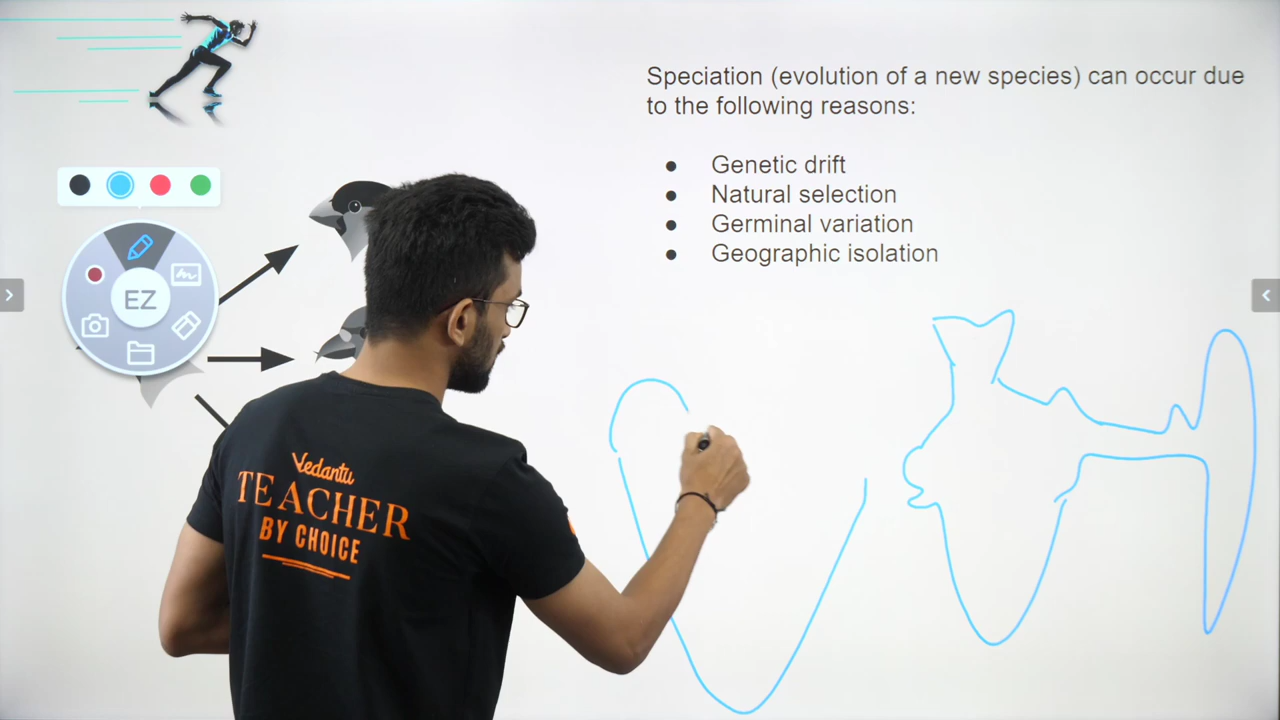 Speciation (evolution of a new species) can occur due
to the following reasons:
● Genetic drift
● Natural selection
● Germinal variation
● Geographic isolation
EZ
Vedantu
TEACHER
BY CHOICE